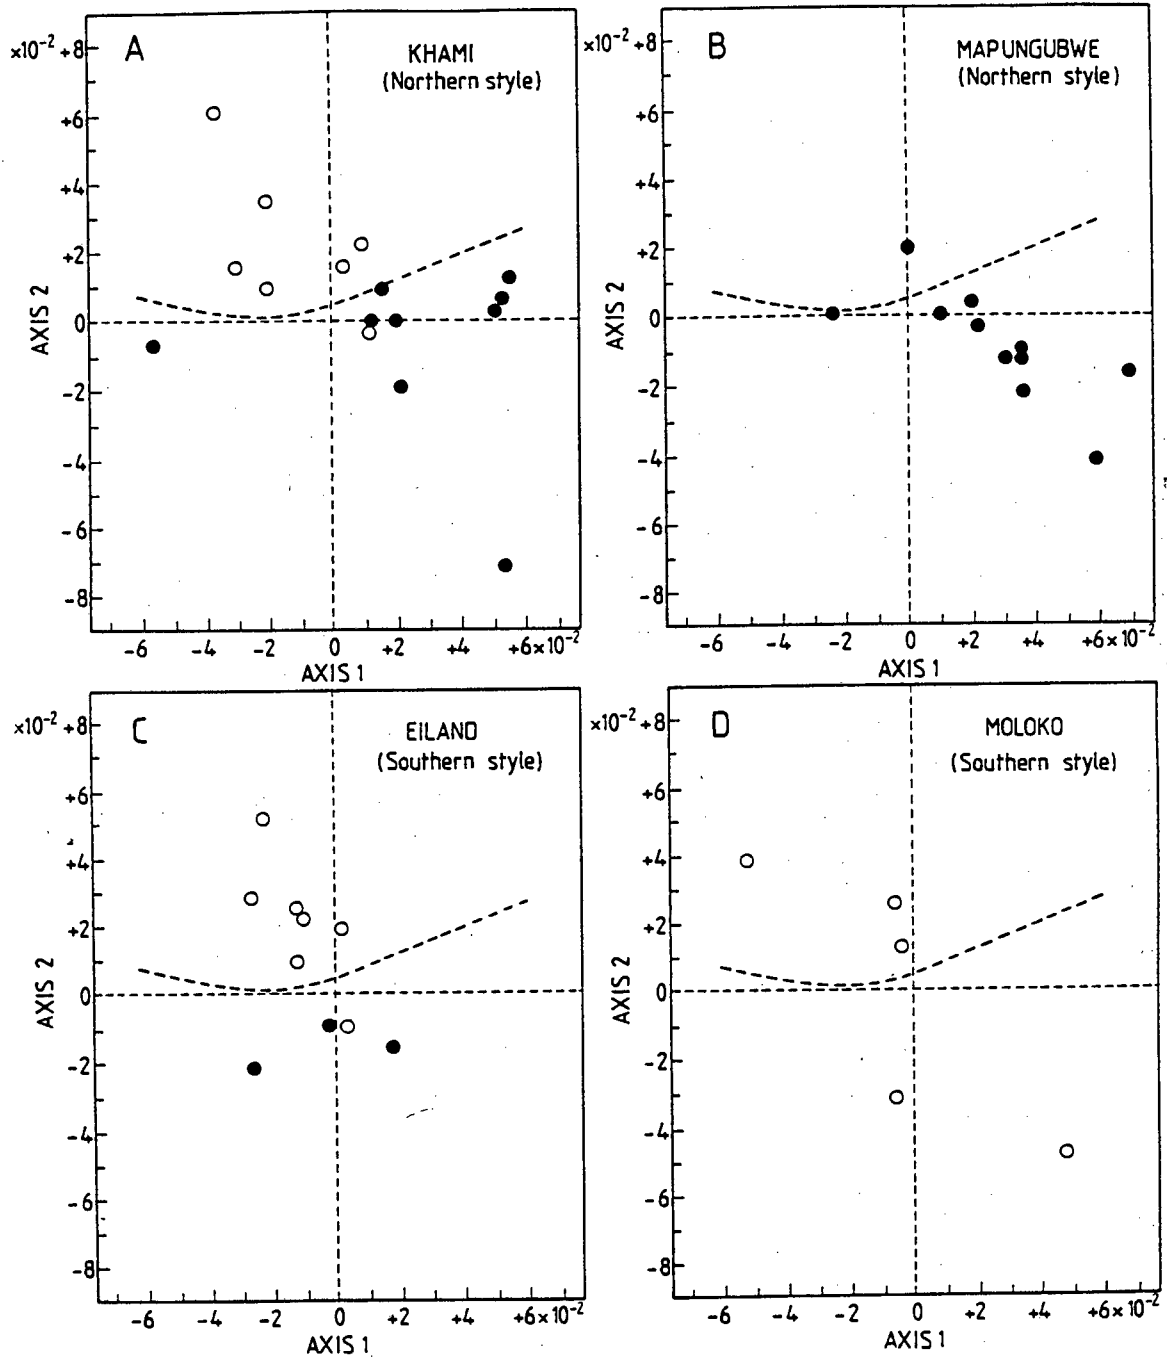 A
KHAMI
(Northern style)
×10⁻² +8
+6
+4
+2
0
-2
-4
-6
-8
AXIS 2
-6 -4 -2 0 +2 +4 +6×10⁻²
AXIS 1
B
MAPUNGUBWE
(Northern style)
×10⁻² +8
+6
+4
+2
0
-2
-4
-6
-8
AXIS 2
-6 -4 -2 0 +2 +4 +6×10⁻²
AXIS 1
C
EILAND
(Southern style)
×10⁻² +8
+6
+4
+2
0
-2
-4
-6
-8
AXIS 2
-6 -4 -2 0 +2 +4 +6×10⁻²
AXIS 1
D
MOLOKO
(Southern style)
×10⁻² +8
+6
+4
+2
0
-2
-4
-6
-8
AXIS 2
-6 -4 -2 0 +2 +4 +6×10⁻²
AXIS 1